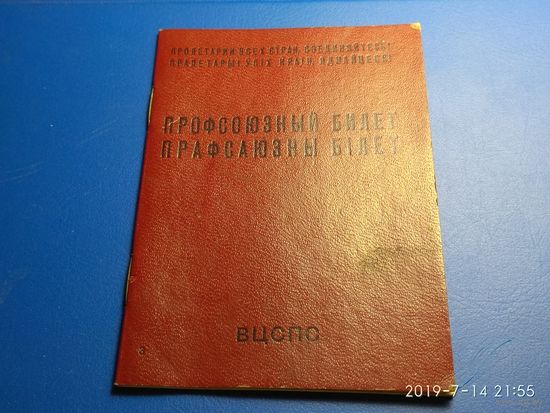 ПРОЛЕТАРИИ ВСЕХ СТРАН, СОЕДИНЯЙТЕСЬ!
ПРАЛЕТАРЫІ ЎСІХ КРАІН, ЯДНАЙЦЕСЯ!
ПРОФСОЮЗНЫЙ БИЛЕТ
ПРАФСАЮЗНЫ БІЛЕТ
ВЦСПС
2019-7-14 21:55